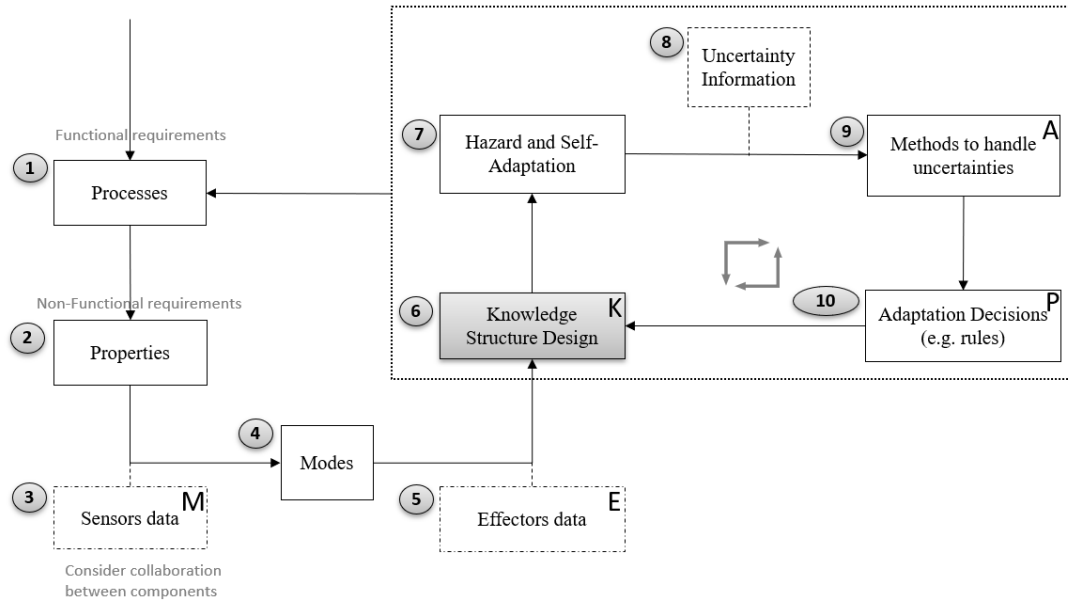 8
Uncertainty
Information
Functional requirements
7
Hazard and Self-
Adaptation
9
A
Methods to handle
uncertainties
1
Processes
Non-Functional requirements
6
K
Knowledge
Structure Design
10
P
Adaptation Decisions
(e.g. rules)
2
Properties
4
Modes
3
M
Sensors data
5
E
Effectors data
Consider collaboration
between components